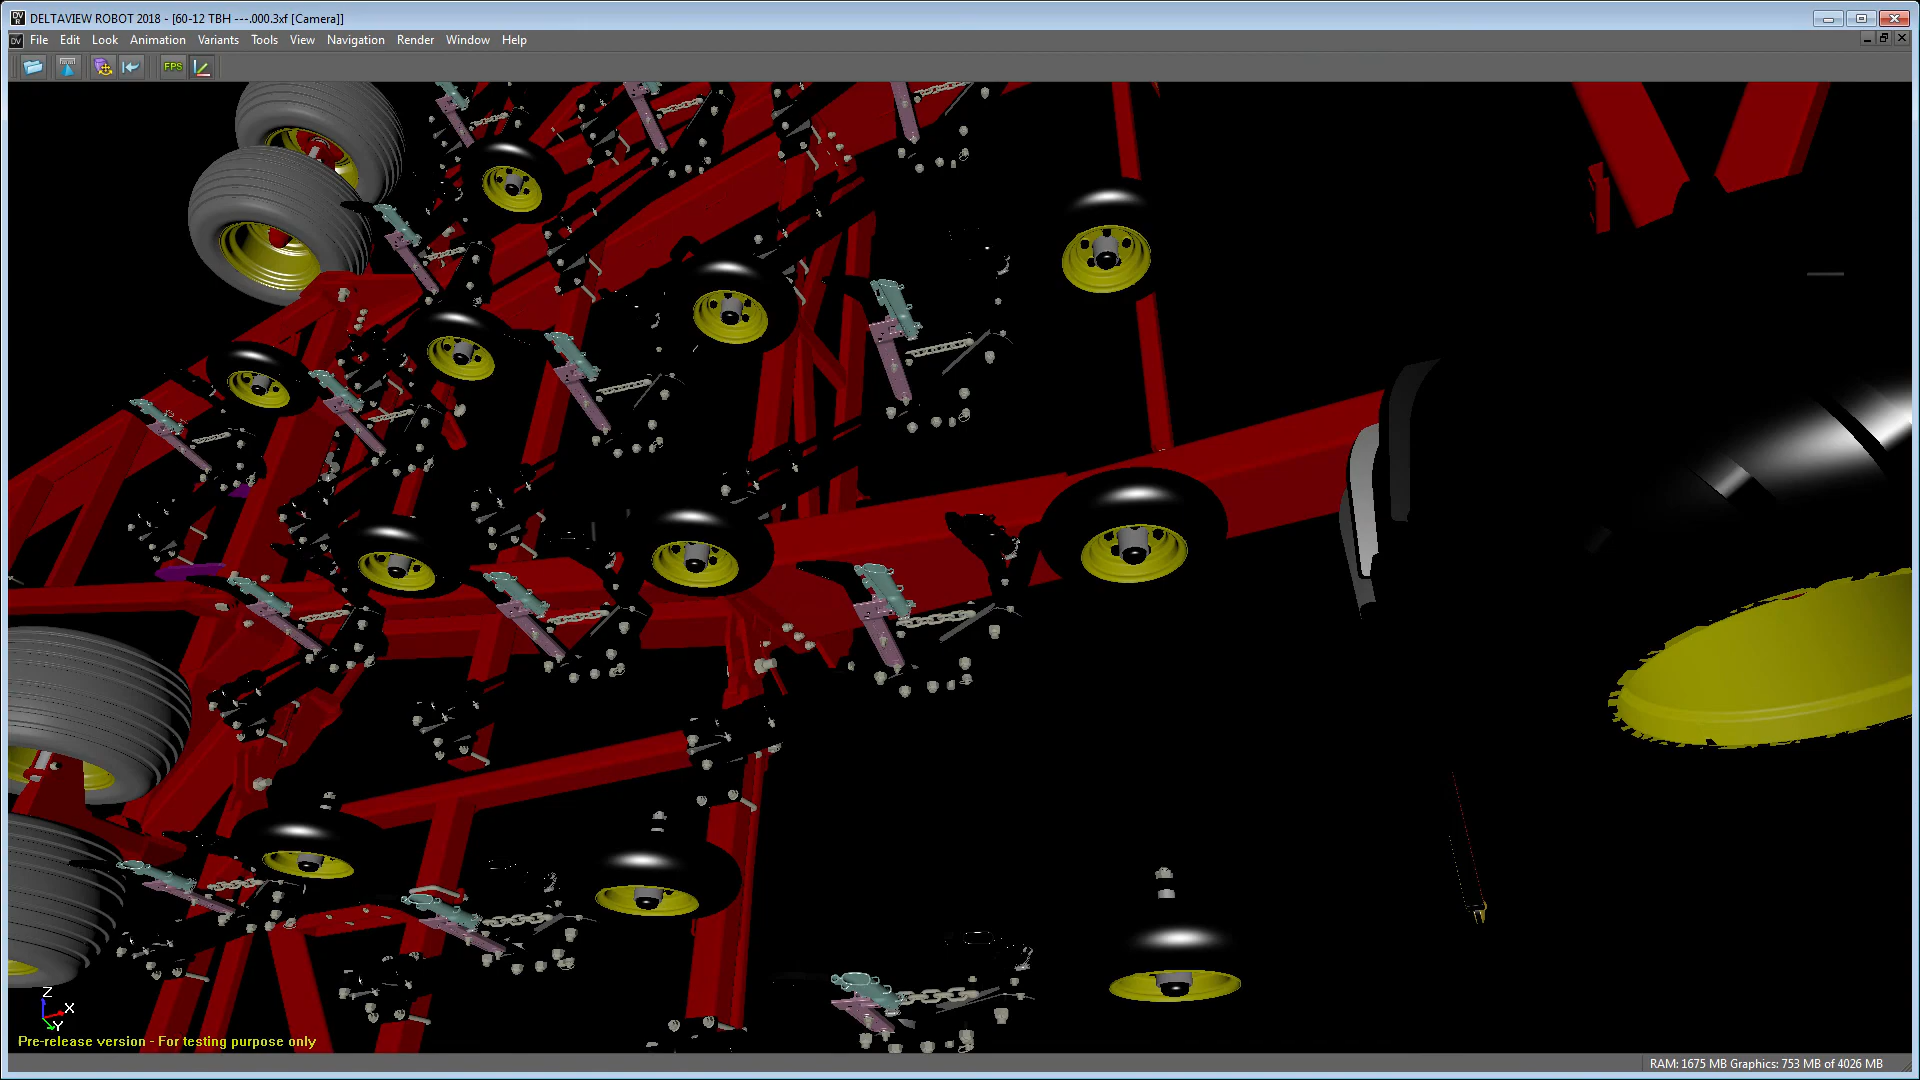 DELTAVIEW ROBOT 2018 - [60-12 TBH ---.000.3xf [Camera]]
File Edit Look Animation Variants Tools View Navigation Render Window Help
FPS
Z
X
Y
Pre-release version - For testing purpose only
RAM: 1675 MB Graphics: 753 MB of 4026 MB